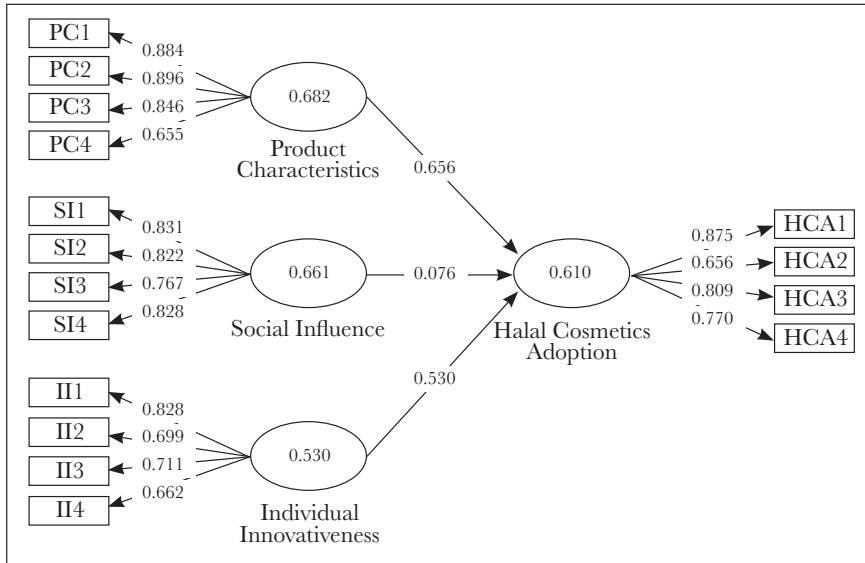 PC1
0.884
PC2
0.896
PC3
0.846
PC4
0.655
0.682
Product
Characteristics
0.656
SI1
0.831
SI2
0.822
SI3
0.767
SI4
0.828
0.661
Social Influence
0.076
0.610
Halal Cosmetics
Adoption
0.875
HCA1
0.656
HCA2
0.809
HCA3
0.770
HCA4
0.530
II1
0.828
II2
0.699
II3
0.711
II4
0.662
0.530
Individual
Innovativeness